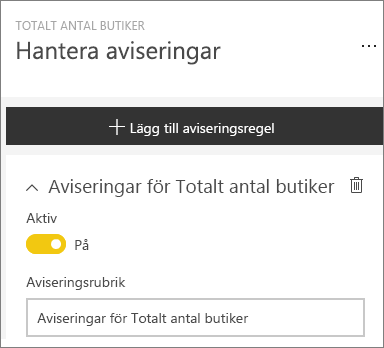 TOTALT ANTAL BUTIKER
Hantera aviseringar
Lägg till aviseringsregel
Aviseringar för Totalt antal butiker
Aktiv
På
Aviseringsrubrik
Aviseringar för Totalt antal butiker